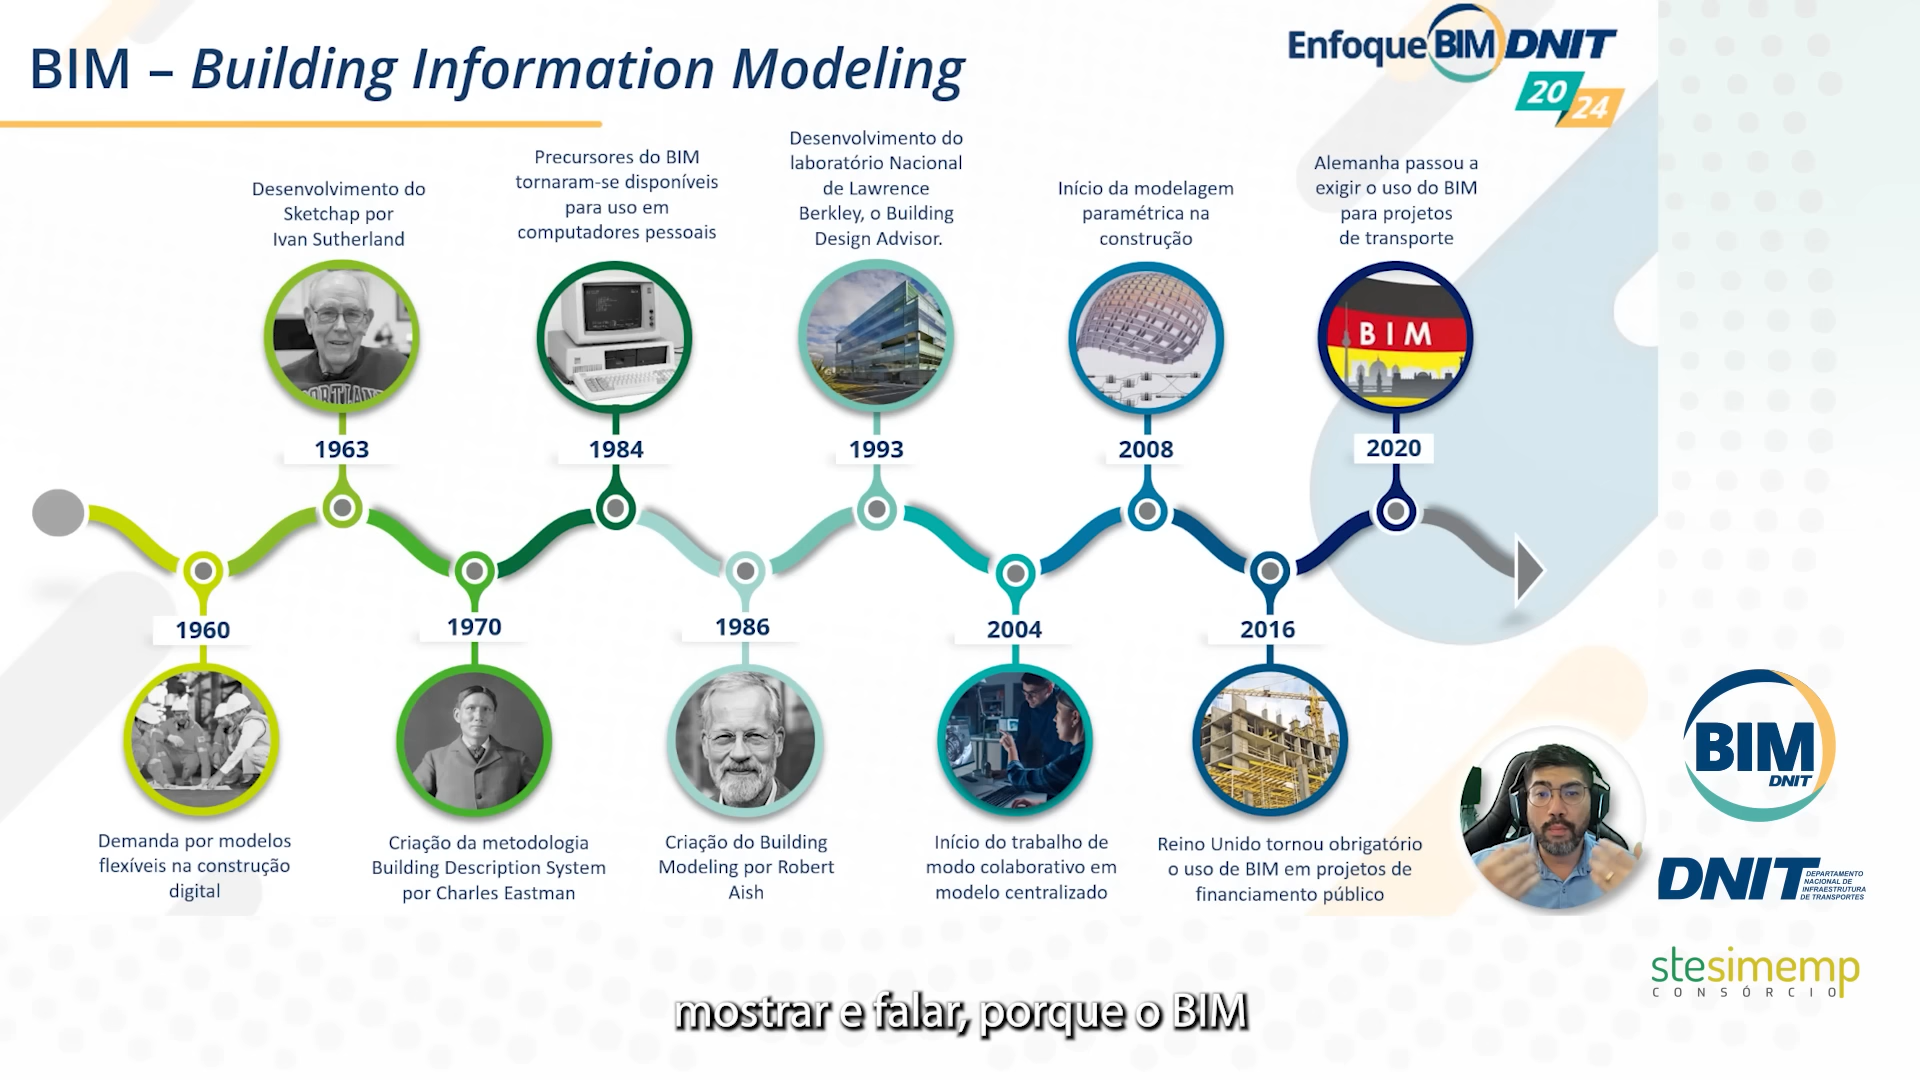 BIM – Building Information Modeling
Enfoque BIM DNIT
20 24
Desenvolvimento do
Sketchap por
Ivan Sutherland
Precursores do BIM
tornaram-se disponíveis
para uso em
computadores pessoais
Desenvolvimento do
laboratório Nacional
de Lawrence
Berkley, o Building
Design Advisor.
Início da modelagem
paramétrica na
construção
Alemanha passou a
exigir o uso do BIM
para projetos
de transporte
BIM
1963
1984
1993
2008
2020
1960
1970
1986
2004
2016
Demanda por modelos
flexíveis na construção
digital
Criação da metodologia
Building Description System
por Charles Eastman
Criação do Building
Modeling por Robert
Aish
Início do trabalho de
modo colaborativo em
modelo centralizado
Reino Unido tornou obrigatório
o uso de BIM em projetos de
financiamento público
BIM
DNIT
DNIT
DEPARTAMENTO
NACIONAL DE
INFRAESTRUTURA
DE TRANSPORTES
stesimemp
CONSÓRCIO
mostrar e falar, porque o BIM